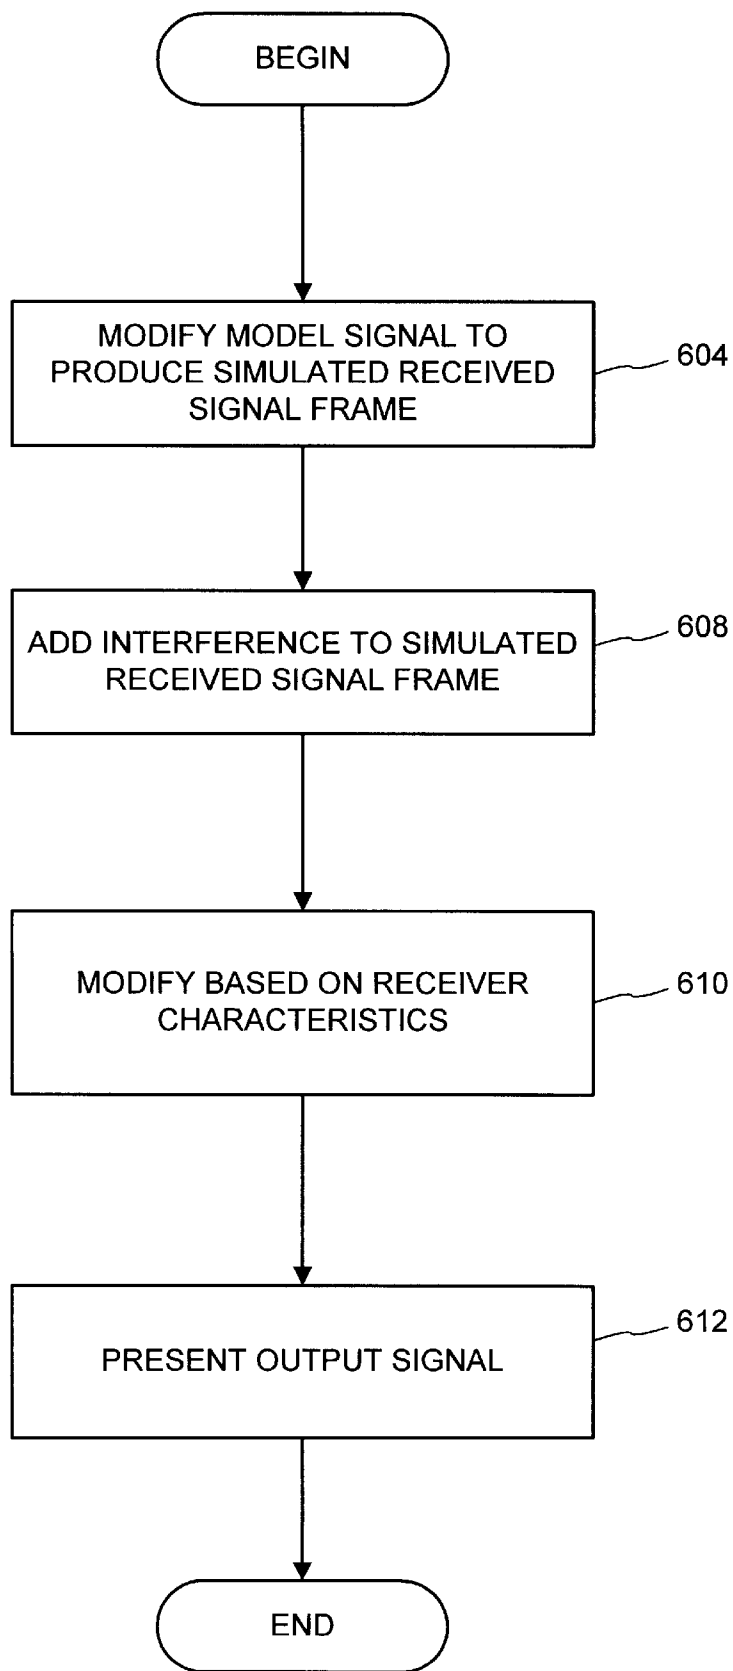 BEGIN
MODIFY MODEL SIGNAL TO
PRODUCE SIMULATED RECEIVED
SIGNAL FRAME
604
ADD INTERFERENCE TO SIMULATED
RECEIVED SIGNAL FRAME
608
MODIFY BASED ON RECEIVER
CHARACTERISTICS
610
PRESENT OUTPUT SIGNAL
612
END